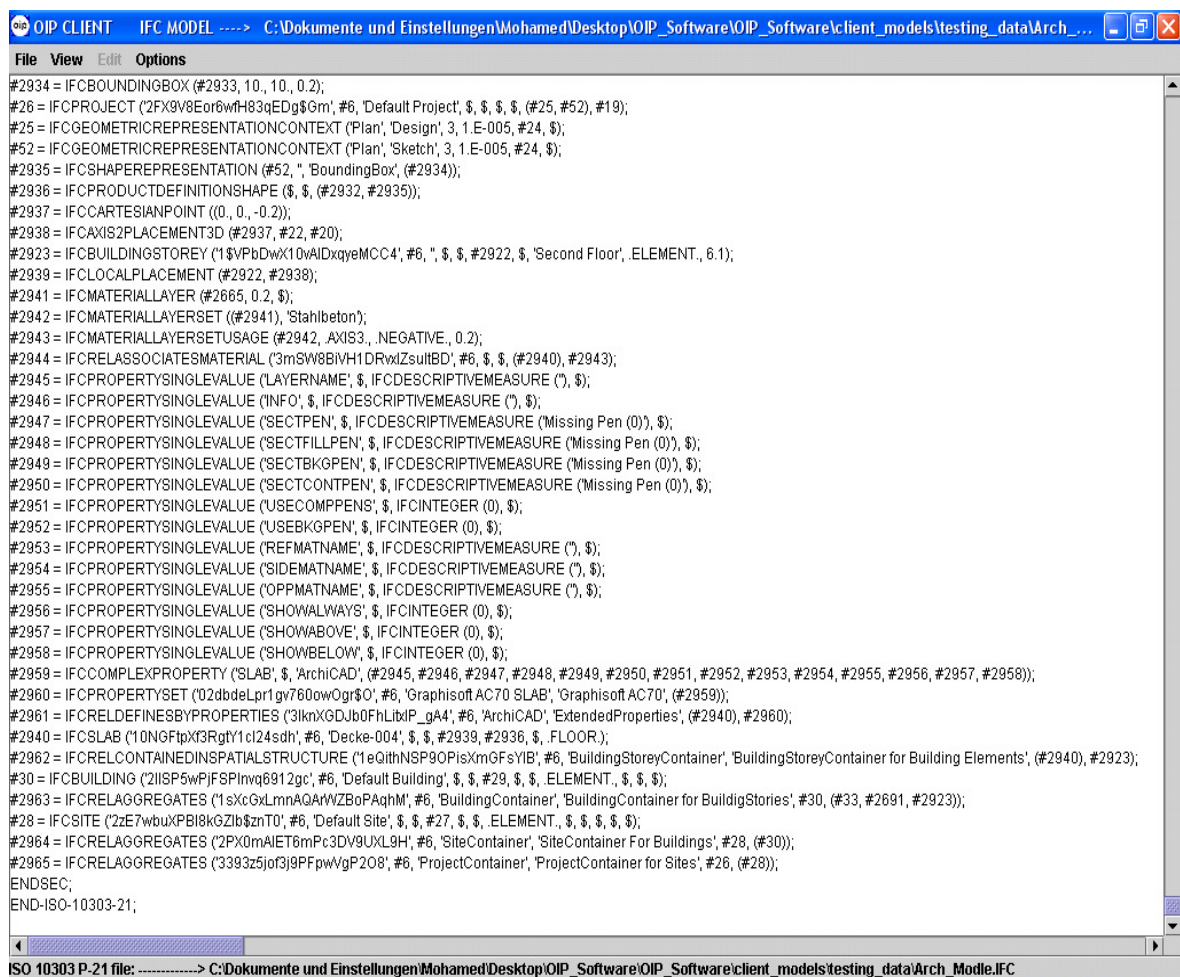 oip OIP CLIENT IFC MODEL ----> C:\Dokumente und Einstellungen\Mohamed\Desktop\OIP_Software\OIP_Software\client_models\testing_data\Arch_...
File View Edit Options
#2934 = IFCBOUNDINGBOX (#2933, 10., 10., 0.2);
#26 = IFCPROJECT ('2FX9V8Eor6wfH83qEDg$Gm', #6, 'Default Project', $, $, $, $, (#25, #52), #19);
#25 = IFCGEOMETRICREPRESENTATIONCONTEXT ('Plan', 'Design', 3, 1.E-005, #24, $);
#52 = IFCGEOMETRICREPRESENTATIONCONTEXT ('Plan', 'Sketch', 3, 1.E-005, #24, $);
#2935 = IFCSHAPEREPRESENTATION (#52, '', 'BoundingBox', (#2934));
#2936 = IFCPRODUCTDEFINITIONSHAPE ($, $, (#2932, #2935));
#2937 = IFCCARTESIANPOINT ((0., 0., -0.2));
#2938 = IFCAXIS2PLACEMENT3D (#2937, #22, #20);
#2923 = IFCBUILDINGSTOREY ('1$VPbDwX10vAlDxqyeMCC4', #6, '', $, $, #2922, $, 'Second Floor', .ELEMENT., 6.1);
#2939 = IFCLOCALPLACEMENT (#2922, #2938);
#2941 = IFCMATERIALLAYER (#2665, 0.2, $);
#2942 = IFCMATERIALLAYERSET ((#2941), 'Stahlbeton');
#2943 = IFCMATERIALLAYERSETUSAGE (#2942, .AXIS3., .NEGATIVE., 0.2);
#2944 = IFCRELASSOCIATESMATERIAL ('3mSW8BiVH1DRvxlZsultBD', #6, $, $, (#2940), #2943);
#2945 = IFCPROPERTYSINGLEVALUE ('LAYERNAME', $, IFCDESCRIPTIVEMEASURE (''), $);
#2946 = IFCPROPERTYSINGLEVALUE ('INFO', $, IFCDESCRIPTIVEMEASURE (''), $);
#2947 = IFCPROPERTYSINGLEVALUE ('SECTPEN', $, IFCDESCRIPTIVEMEASURE ('Missing Pen (0)'), $);
#2948 = IFCPROPERTYSINGLEVALUE ('SECTFILLPEN', $, IFCDESCRIPTIVEMEASURE ('Missing Pen (0)'), $);
#2949 = IFCPROPERTYSINGLEVALUE ('SECTBKGPEN', $, IFCDESCRIPTIVEMEASURE ('Missing Pen (0)'), $);
#2950 = IFCPROPERTYSINGLEVALUE ('SECTCONTPEN', $, IFCDESCRIPTIVEMEASURE ('Missing Pen (0)'), $);
#2951 = IFCPROPERTYSINGLEVALUE ('USECOMPPENS', $, IFCINTEGER (0), $);
#2952 = IFCPROPERTYSINGLEVALUE ('USEBKGPEN', $, IFCINTEGER (0), $);
#2953 = IFCPROPERTYSINGLEVALUE ('REFMATNAME', $, IFCDESCRIPTIVEMEASURE (''), $);
#2954 = IFCPROPERTYSINGLEVALUE ('SIDEMATNAME', $, IFCDESCRIPTIVEMEASURE (''), $);
#2955 = IFCPROPERTYSINGLEVALUE ('OPPMATNAME', $, IFCDESCRIPTIVEMEASURE (''), $);
#2956 = IFCPROPERTYSINGLEVALUE ('SHOWALWAYS', $, IFCINTEGER (0), $);
#2957 = IFCPROPERTYSINGLEVALUE ('SHOWABOVE', $, IFCINTEGER (0), $);
#2958 = IFCPROPERTYSINGLEVALUE ('SHOWBELOW', $, IFCINTEGER (0), $);
#2959 = IFCCOMPLEXPROPERTY ('SLAB', $, 'ArchiCAD', (#2945, #2946, #2947, #2948, #2949, #2950, #2951, #2952, #2953, #2954, #2955, #2956, #2957, #2958));
#2960 = IFCPROPERTYSET ('02dbdeLpr1gv760owOgr$O', #6, 'Graphisoft AC70 SLAB', 'Graphisoft AC70', (#2959));
#2961 = IFCRELDEFINESBYPROPERTIES ('3IknXGDJb0FhLitxlP_gA4', #6, 'ArchiCAD', 'ExtendedProperties', (#2940), #2960);
#2940 = IFCSLAB ('10NGFtpXf3RgtY1cI24sdh', #6, 'Decke-004', $, $, #2939, #2936, $, .FLOOR.);
#2962 = IFCRELCONTAINEDINSPATIALSTRUCTURE ('1eQithNSP9OPisXmGFsYlB', #6, 'BuildingStoreyContainer', 'BuildingStoreyContainer for Building Elements', (#2940), #2923);
#30 = IFCBUILDING ('2IISP5wPjFSPlnvq6912gc', #6, 'Default Building', $, $, #29, $, $, .ELEMENT., $, $, $);
#2963 = IFCRELAGGREGATES ('1sXcGxLmnAQArWZBoPAqhM', #6, 'BuildingContainer', 'BuildingContainer for BuildigStories', #30, (#33, #2691, #2923));
#28 = IFCSITE ('2zE7wbuXPBI8kGZlb$znT0', #6, 'Default Site', $, $, #27, $, $, .ELEMENT., $, $, $, $, $);
#2964 = IFCRELAGGREGATES ('2PX0mAlET6mPc3DV9UXL9H', #6, 'SiteContainer', 'SiteContainer For Buildings', #28, (#30));
#2965 = IFCRELAGGREGATES ('3393z5jof3j9PFpwVgP2O8', #6, 'ProjectContainer', 'ProjectContainer for Sites', #26, (#28));
ENDSEC;
END-ISO-10303-21;
ISO 10303 P-21 file: -------------> C:\Dokumente und Einstellungen\Mohamed\Desktop\OIP_Software\OIP_Software\client_models\testing_data\Arch_Modle.IFC